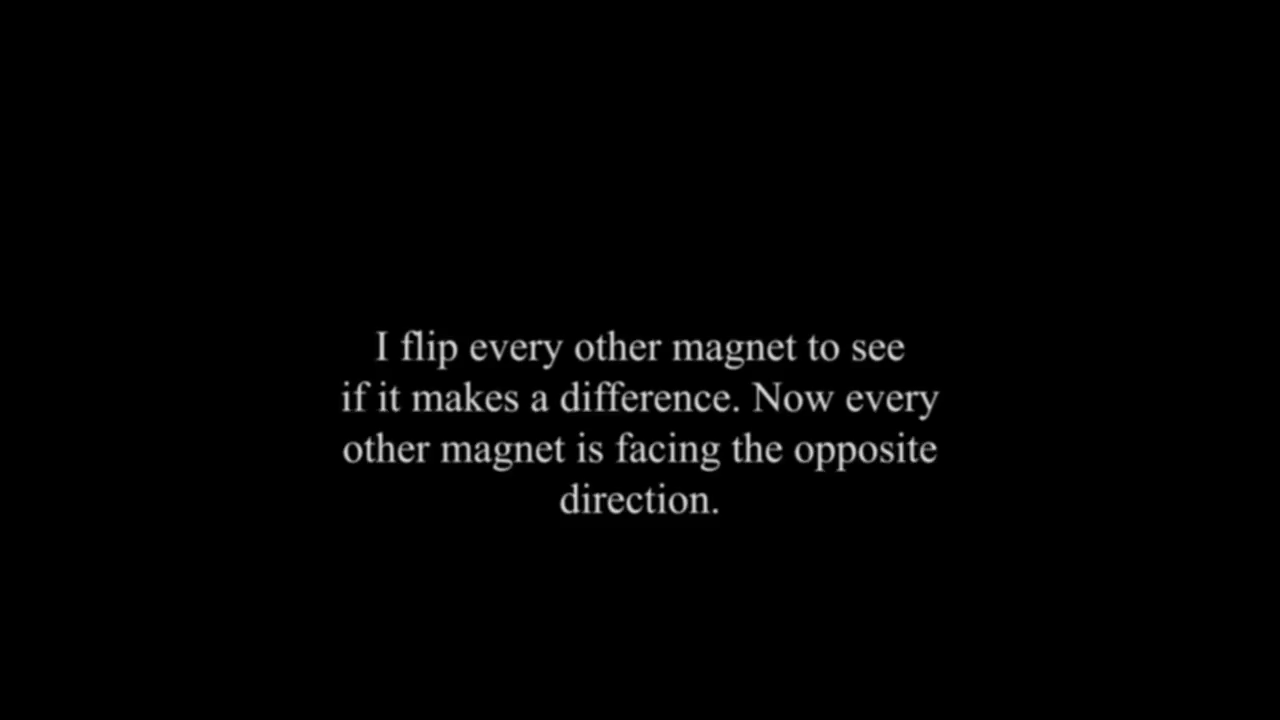 I flip every other magnet to see
if it makes a difference. Now every
other magnet is facing the opposite
direction.